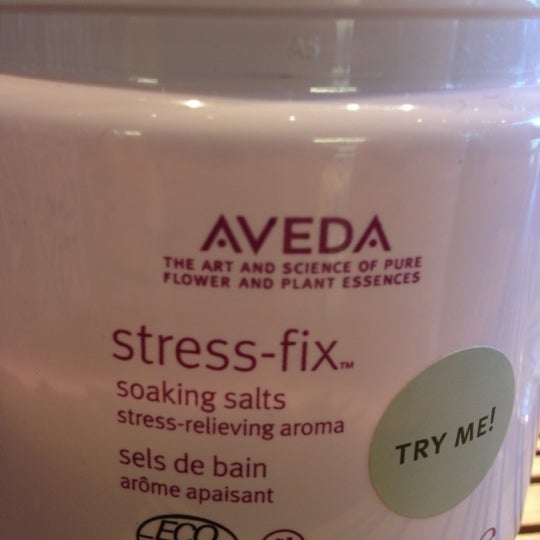 AVEDA
THE ART AND SCIENCE OF PURE
FLOWER AND PLANT ESSENCES
stress-fix™
soaking salts
stress-relieving aroma
sels de bain
arôme apaisant
TRY ME!
ECO